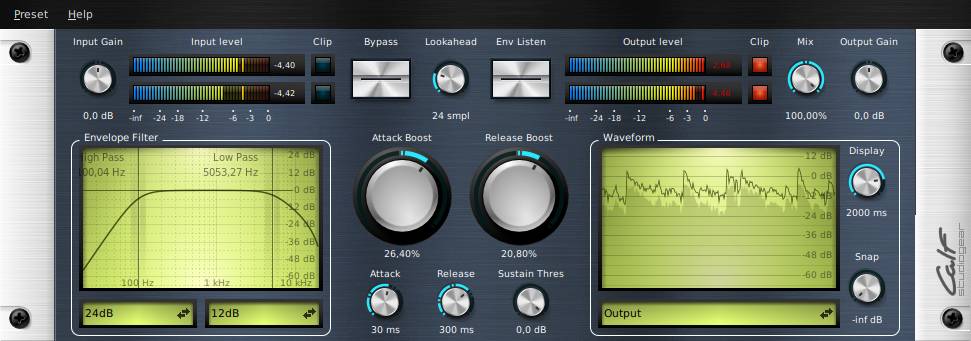 Preset Help
Input Gain Input level Clip Bypass Lookahead Env Listen Output level Clip Mix Output Gain
-4,40
-4,42
-inf -24 -18 -12 -6 -3 0
-inf -24 -18 -12 -6 -3 0
0,0 dB 24 smpl 100,00% 0,0 dB
Envelope Filter
High Pass Low Pass
100,04 Hz 5053,27 Hz
24 dB
12 dB
0 dB
-12 dB
-24 dB
-36 dB
-48 dB
-60 dB
100 Hz 1 kHz 10 kHz
24dB 12dB
Attack Boost Release Boost
26,40% 20,80%
Attack Release Sustain Thres
30 ms 300 ms 0,0 dB
Waveform
12 dB
0 dB
-12 dB
-24 dB
-36 dB
-48 dB
-60 dB
Output
Display
2000 ms
Snap
-inf dB
Calf
studiogear